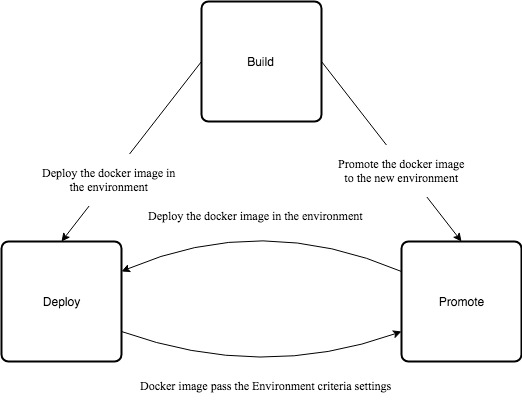 Build
Deploy the docker image in
the environment
Promote the docker image
to the new environment
Deploy the docker image in the environment
Deploy
Promote
Docker image pass the Environment criteria settings